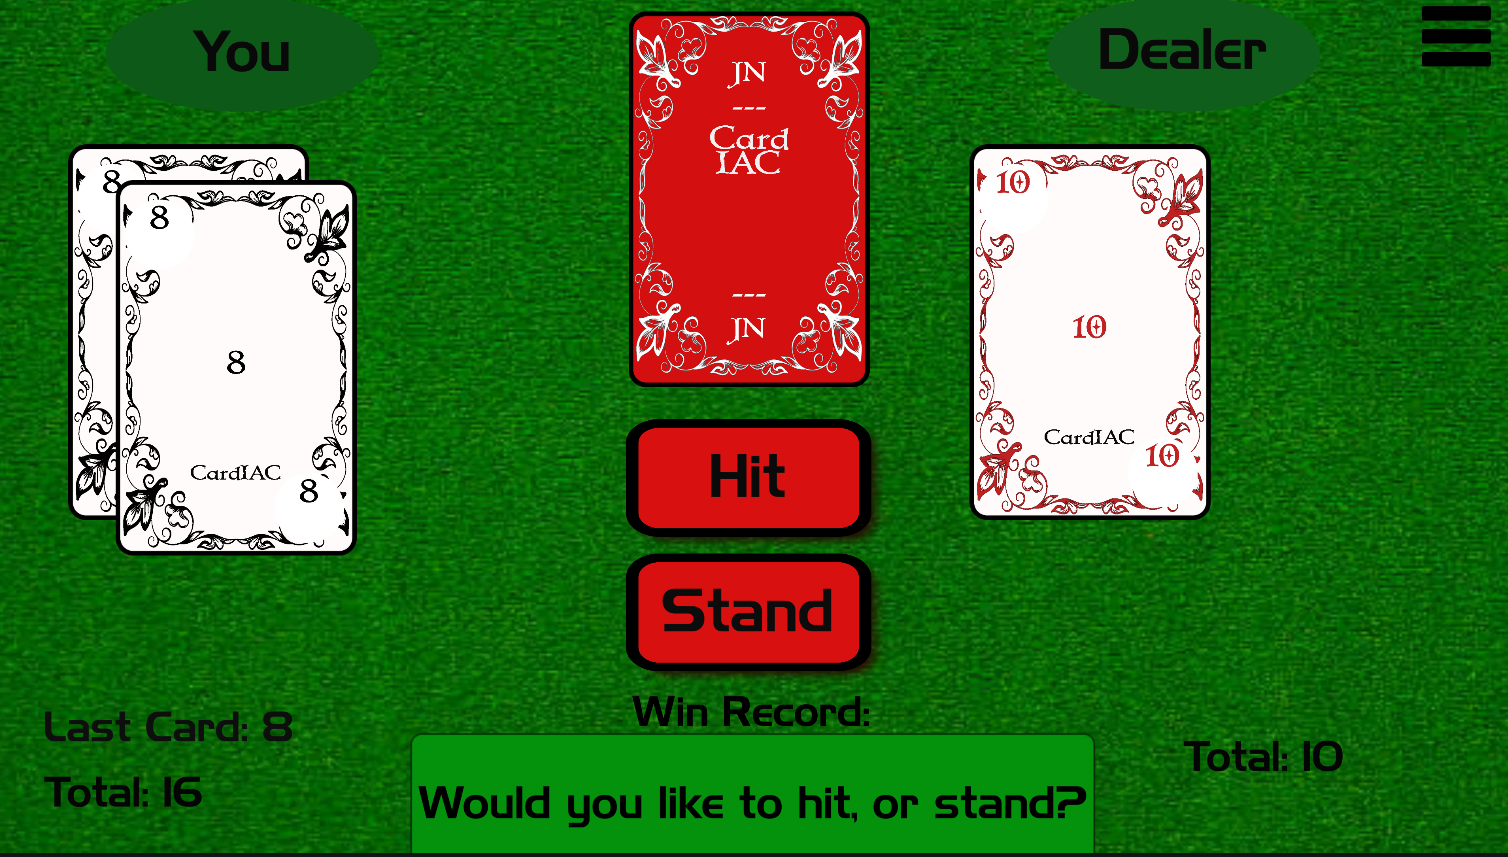 You
JN
---
Card
IAC
---
JN
Dealer
8
8
8
CardIAC
8
10
10
CardIAC
10
Hit
Stand
Win Record:
Last Card: 8
Total: 16
Total: 10
Would you like to hit, or stand?